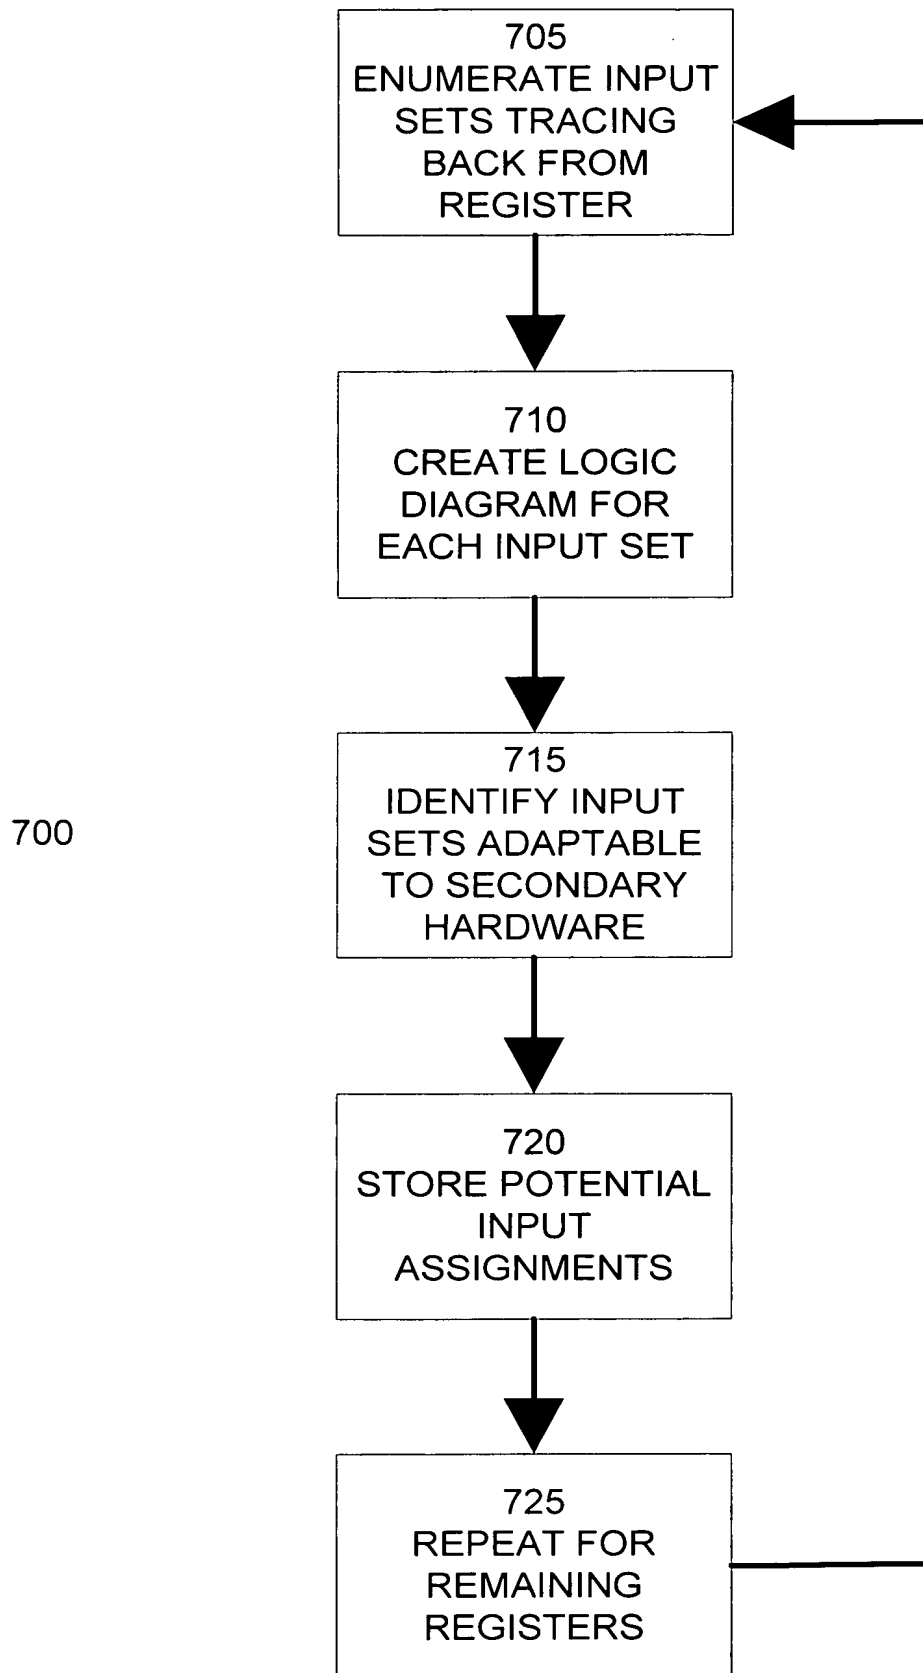 705
ENUMERATE INPUT
SETS TRACING
BACK FROM
REGISTER
710
CREATE LOGIC
DIAGRAM FOR
EACH INPUT SET
715
IDENTIFY INPUT
SETS ADAPTABLE
TO SECONDARY
HARDWARE
700
720
STORE POTENTIAL
INPUT
ASSIGNMENTS
725
REPEAT FOR
REMAINING
REGISTERS